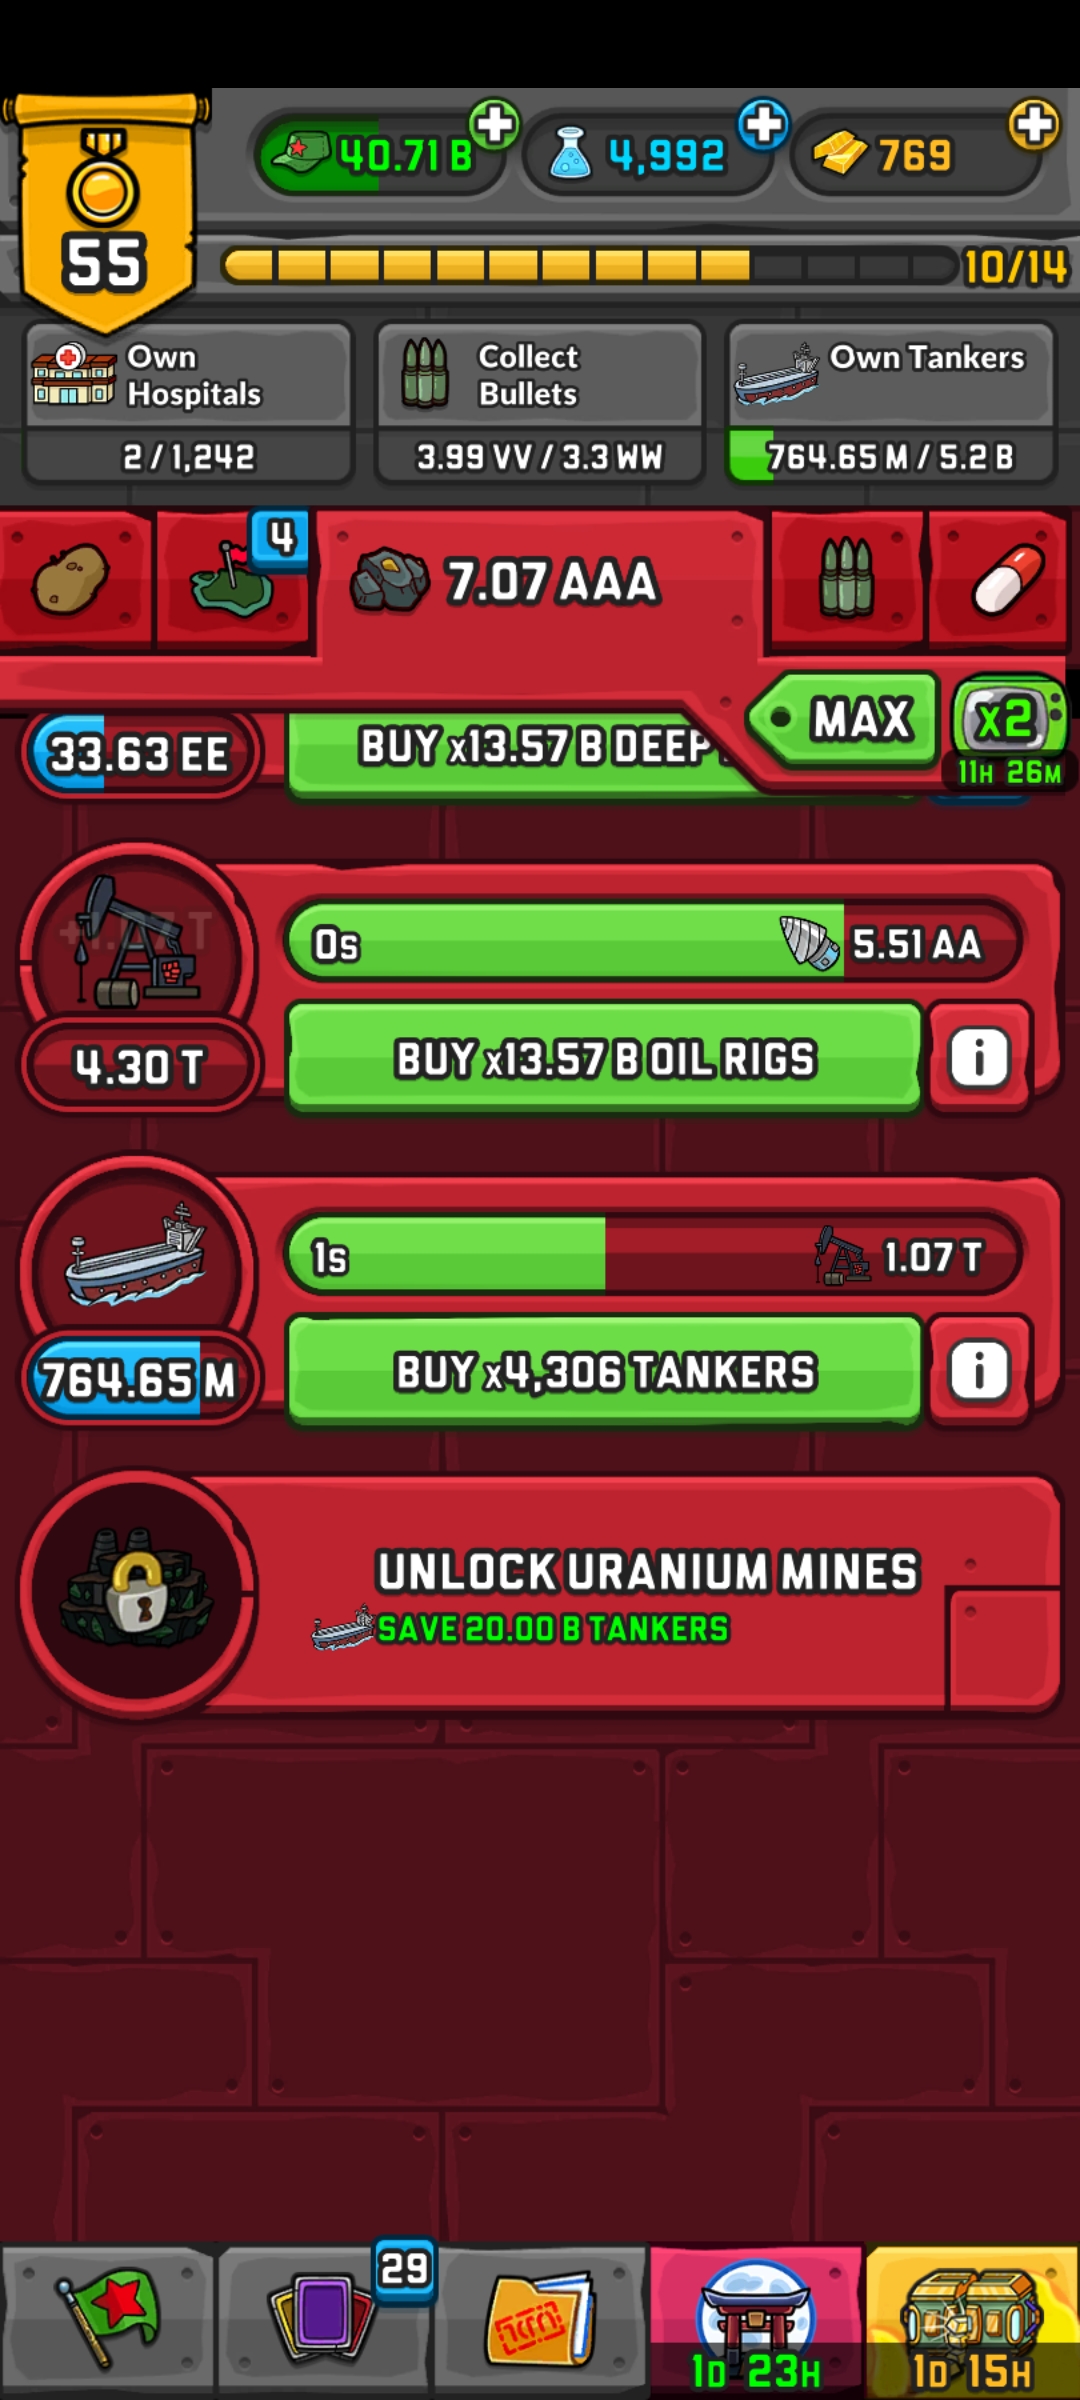 40.71 B
4,992
769
55
10/14
Own
Hospitals
2 / 1,242
Collect
Bullets
3.99 VV / 3.3 WW
Own Tankers
764.65 M / 5.2 B
4
7.07 AAA
MAX
x2
11H 26M
33.63 EE
BUY x13.57 B DEEP
+1.07 T
0s
5.51 AA
4.30 T
BUY x13.57 B OIL RIGS
i
1s
1.07 T
764.65 M
BUY x4,306 TANKERS
i
UNLOCK URANIUM MINES
SAVE 20.00 B TANKERS
29
1D 23H
1D 15H